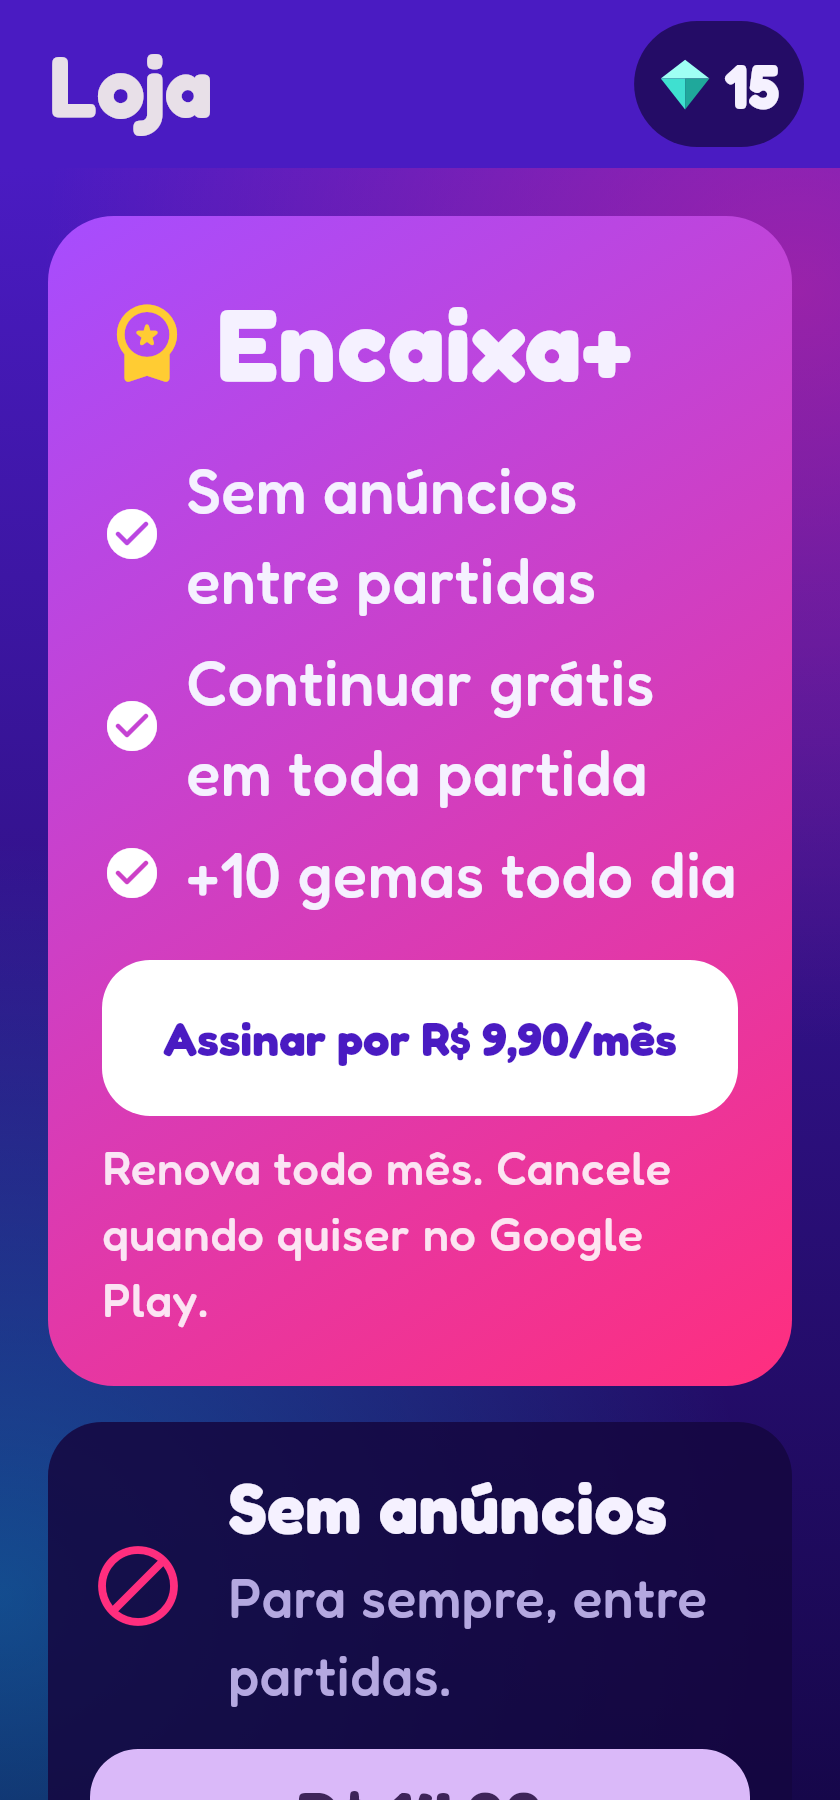 Loja
15
Encaixa+
Sem anúncios
entre partidas
Continuar grátis
em toda partida
+10 gemas todo dia
Assinar por R$ 9,90/mês
Renova todo mês. Cancele
quando quiser no Google
Play.
Sem anúncios
Para sempre, entre
partidas.